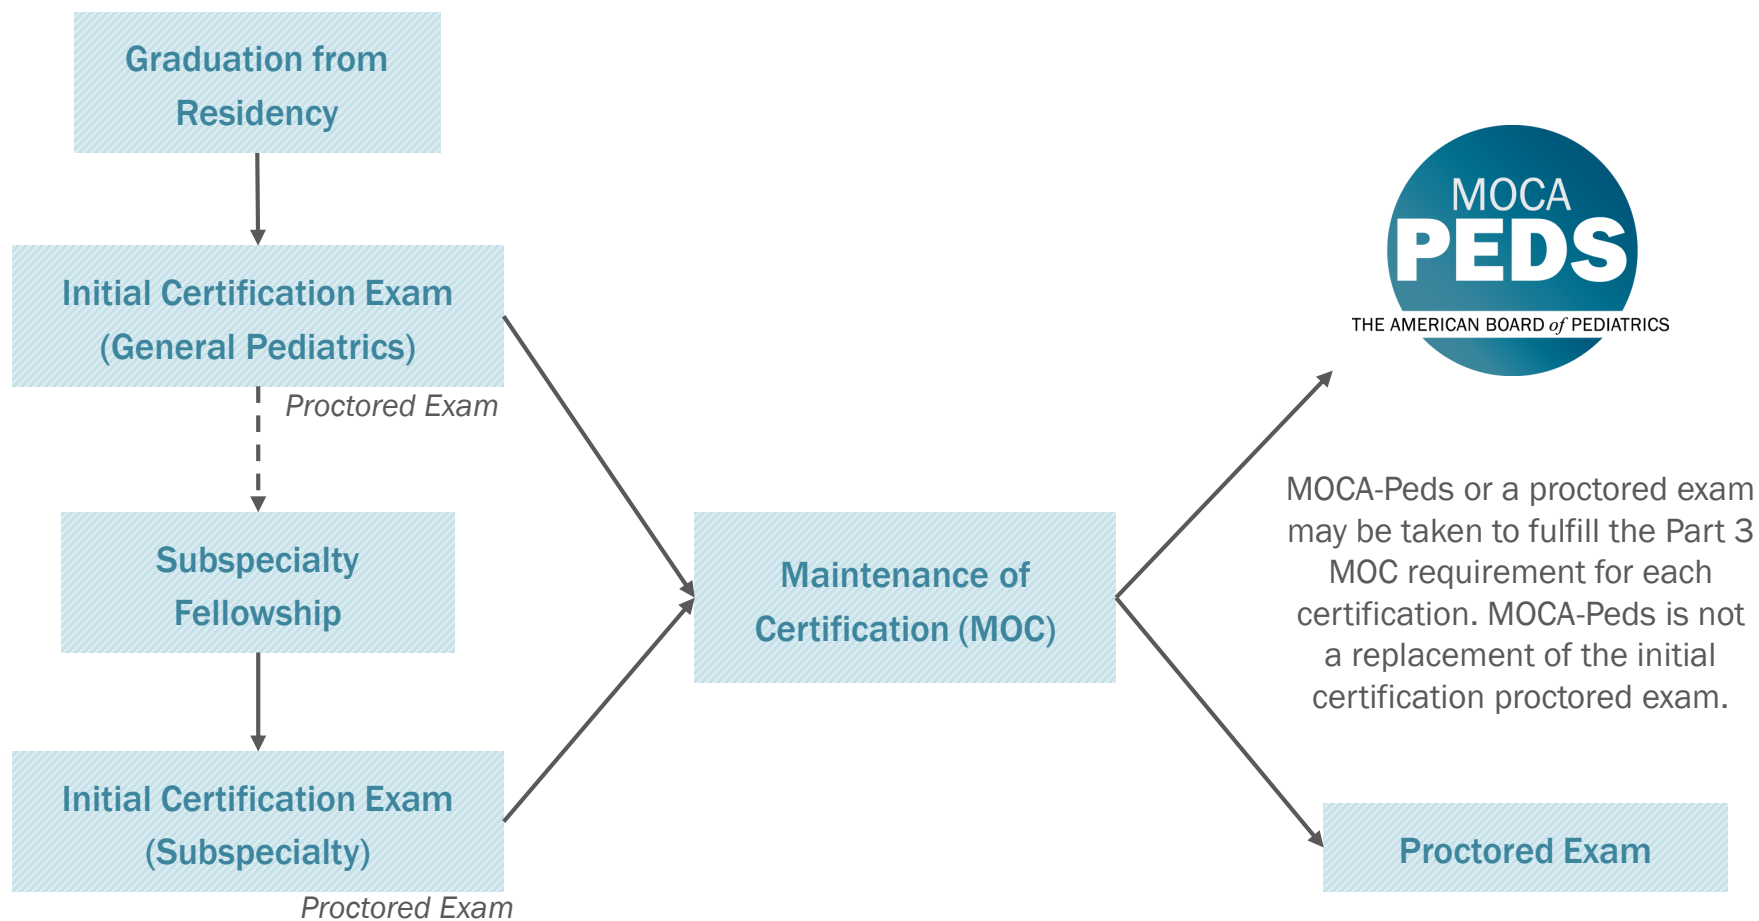 Graduation from
Residency
Initial Certification Exam
(General Pediatrics)
Proctored Exam
Subspecialty
Fellowship
Initial Certification Exam
(Subspecialty)
Proctored Exam
Maintenance of
Certification (MOC)
MOCA
PEDS
THE AMERICAN BOARD of PEDIATRICS
MOCA-Peds or a proctored exam
may be taken to fulfill the Part 3
MOC requirement for each
certification. MOCA-Peds is not
a replacement of the initial
certification proctored exam.
Proctored Exam